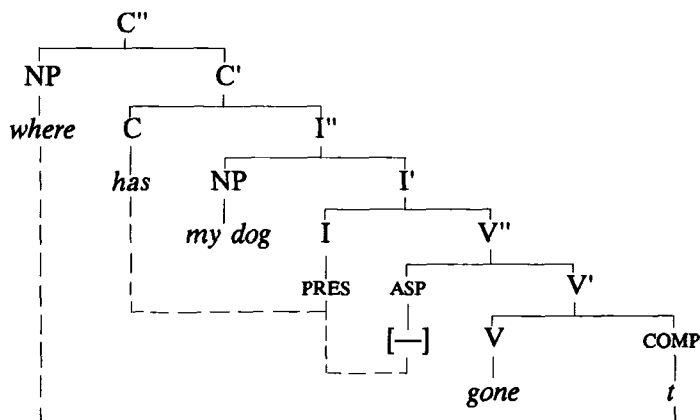 C"
NP C'
where C I"
has NP I'
my dog I V"
PRES ASP V'
[—] V COMP
gone t